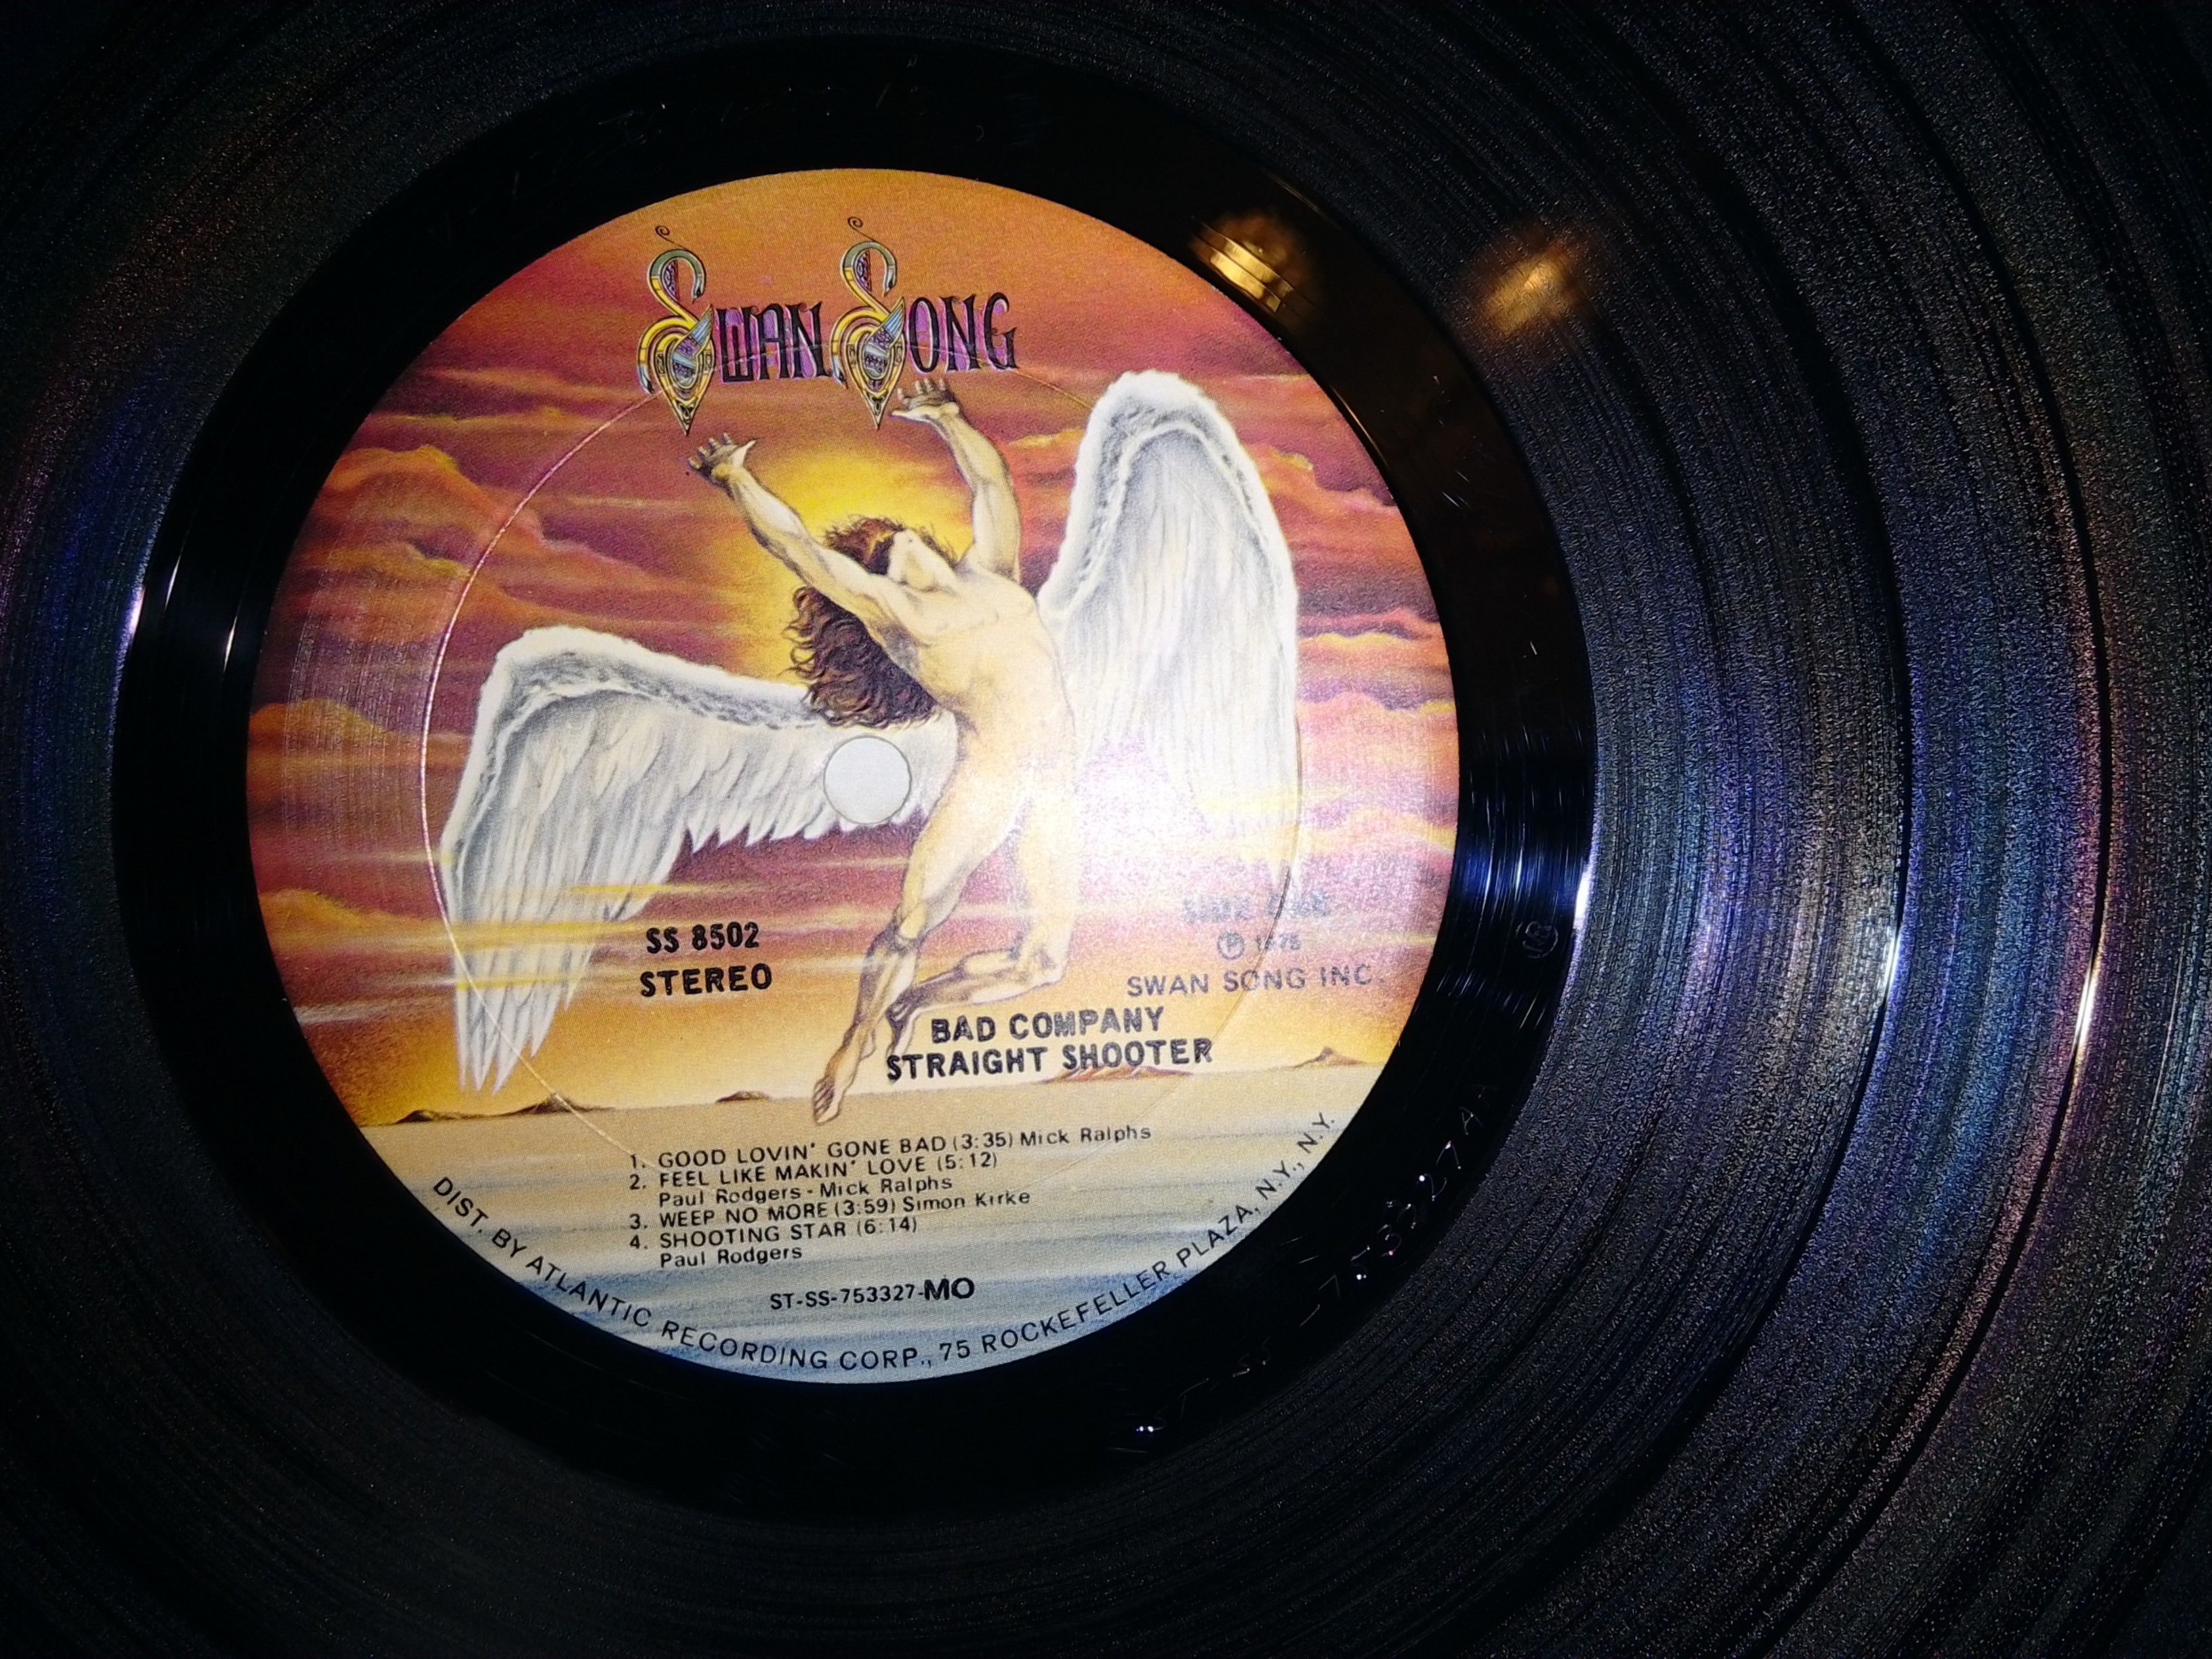 SWAN SONG
SS 8502
STEREO
SIDE ONE
Ⓟ 1975
SWAN SONG INC.
BAD COMPANY
STRAIGHT SHOOTER
1. GOOD LOVIN' GONE BAD (3:35) Mick Ralphs
2. FEEL LIKE MAKIN' LOVE (5:12)
Paul Rodgers - Mick Ralphs
3. WEEP NO MORE (3:59) Simon Kirke
4. SHOOTING STAR (6:14)
Paul Rodgers
ST-SS-753327-MO
DIST. BY ATLANTIC RECORDING CORP., 75 ROCKEFELLER PLAZA, N.Y., N.Y.